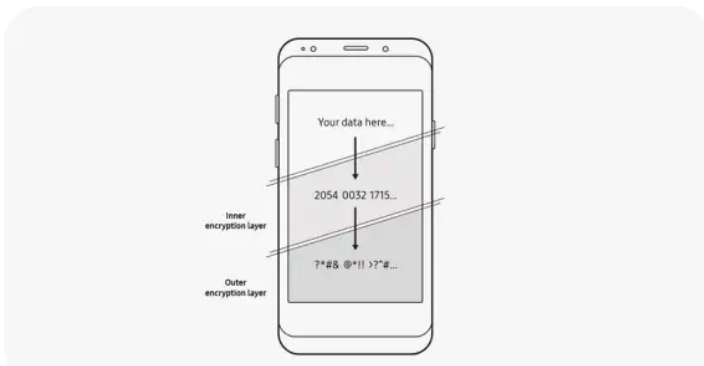 Your data here...
2054 0032 1715...
Inner
encryption layer
?*#& @*!! >?^#...
Outer
encryption layer